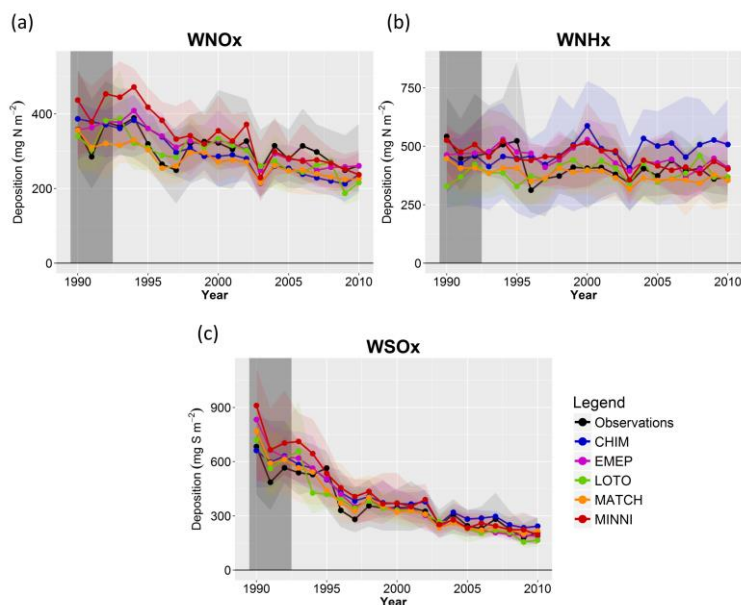 (a)
WNOx
Deposition (mg N m⁻²)
400
200
0
1990 1995 2000 2005 2010
Year
(b)
WNHx
Deposition (mg N m⁻²)
750
500
250
0
1990 1995 2000 2005 2010
Year
(c)
WSOx
Deposition (mg S m⁻²)
900
600
300
0
1990 1995 2000 2005 2010
Year
Legend
Observations
CHIM
EMEP
LOTO
MATCH
MINNI